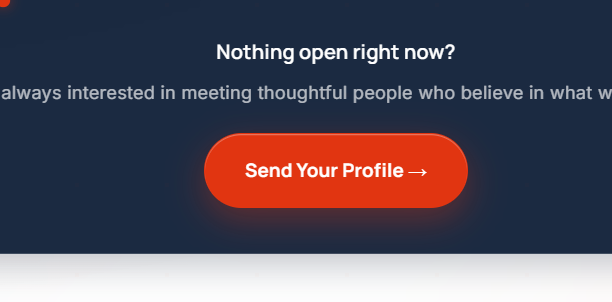 Nothing open right now?
always interested in meeting thoughtful people who believe in what
Send Your Profile →